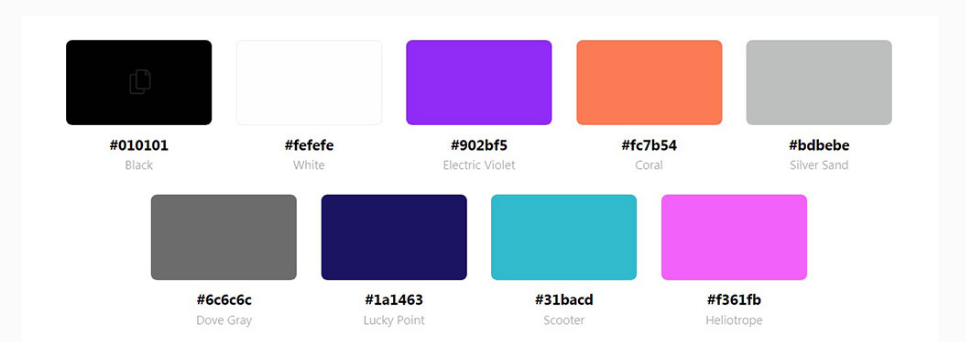 #010101 #fefefe #902bf5 #fc7b54 #bdbebe
Black White Electric Violet Coral Silver Sand
#6c6c6c #1a1463 #31bacd #f361fb
Dove Gray Lucky Point Scooter Heliotrope